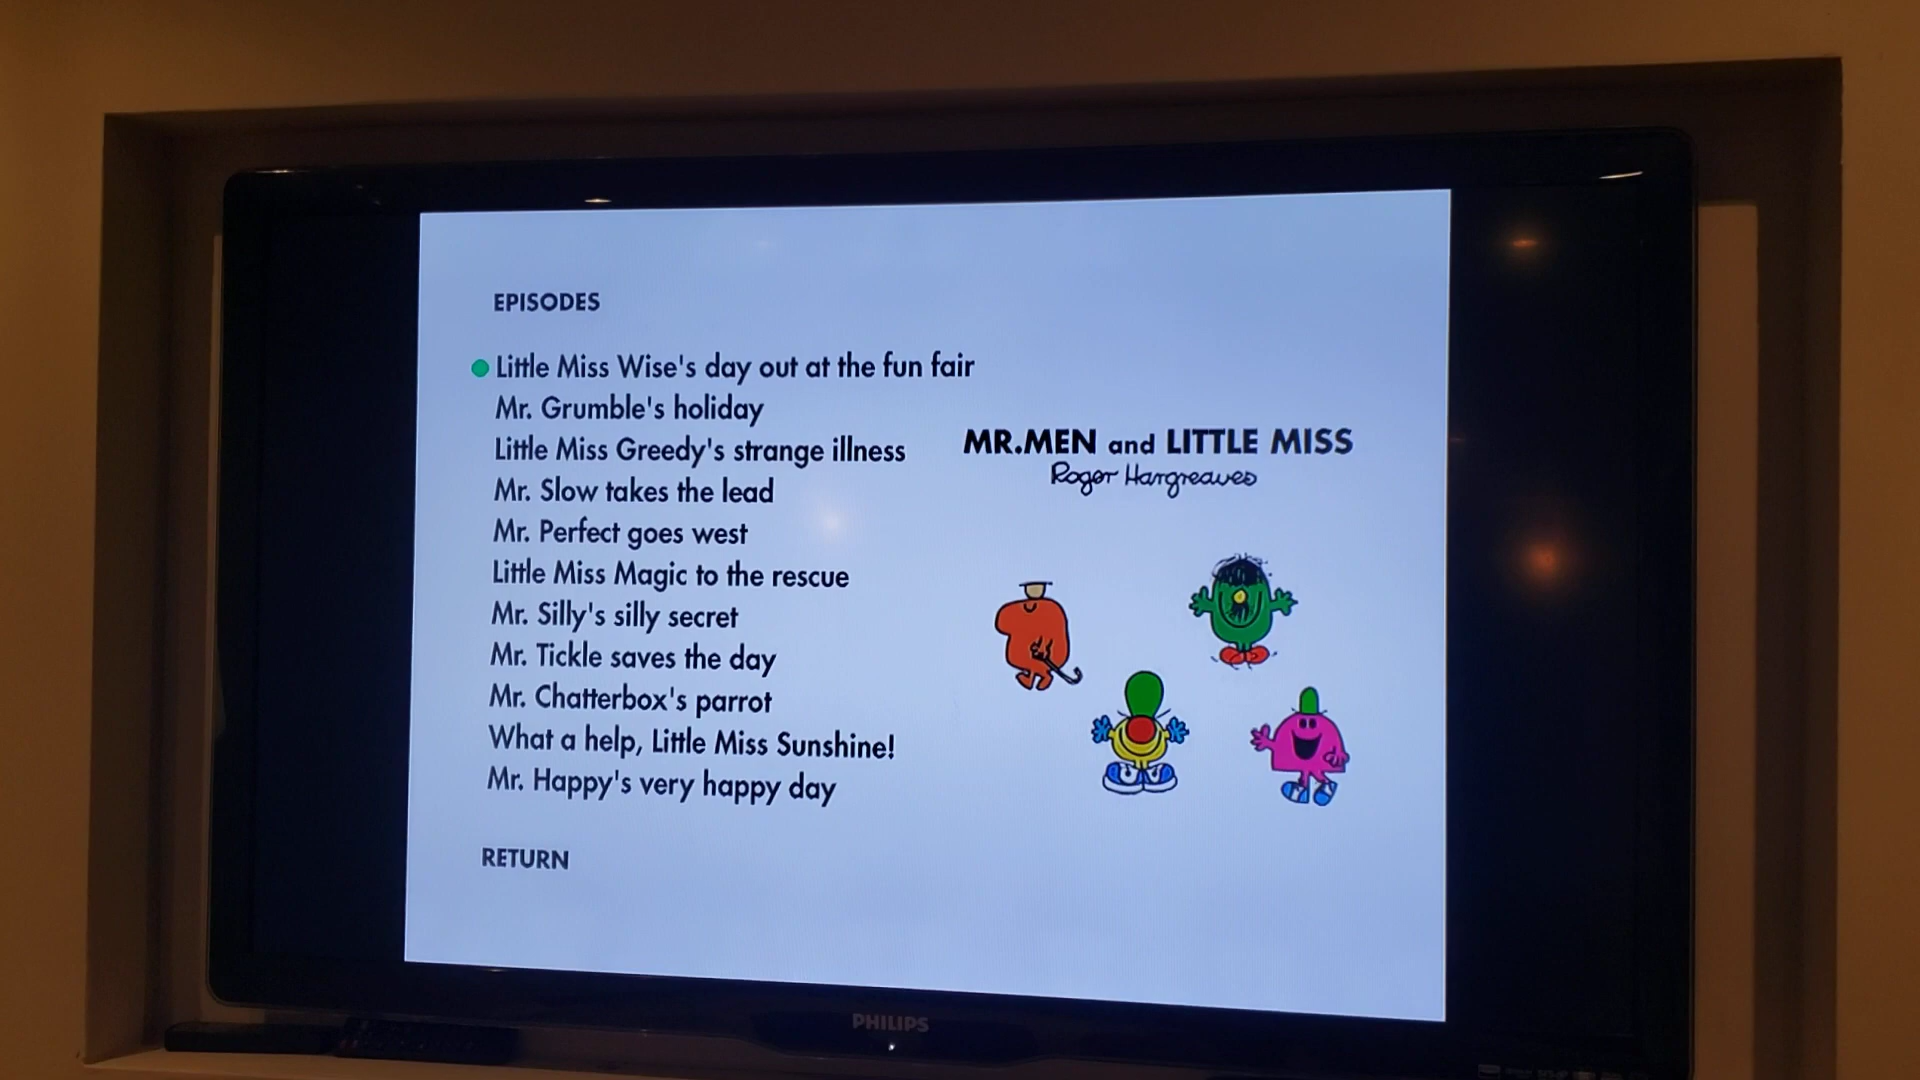 EPISODES
Little Miss Wise's day out at the fun fair
Mr. Grumble's holiday
Little Miss Greedy's strange illness
Mr. Slow takes the lead
Mr. Perfect goes west
Little Miss Magic to the rescue
Mr. Silly's silly secret
Mr. Tickle saves the day
Mr. Chatterbox's parrot
What a help, Little Miss Sunshine!
Mr. Happy's very happy day
RETURN
MR.MEN and LITTLE MISS
Roger Hargreaves
PHILIPS